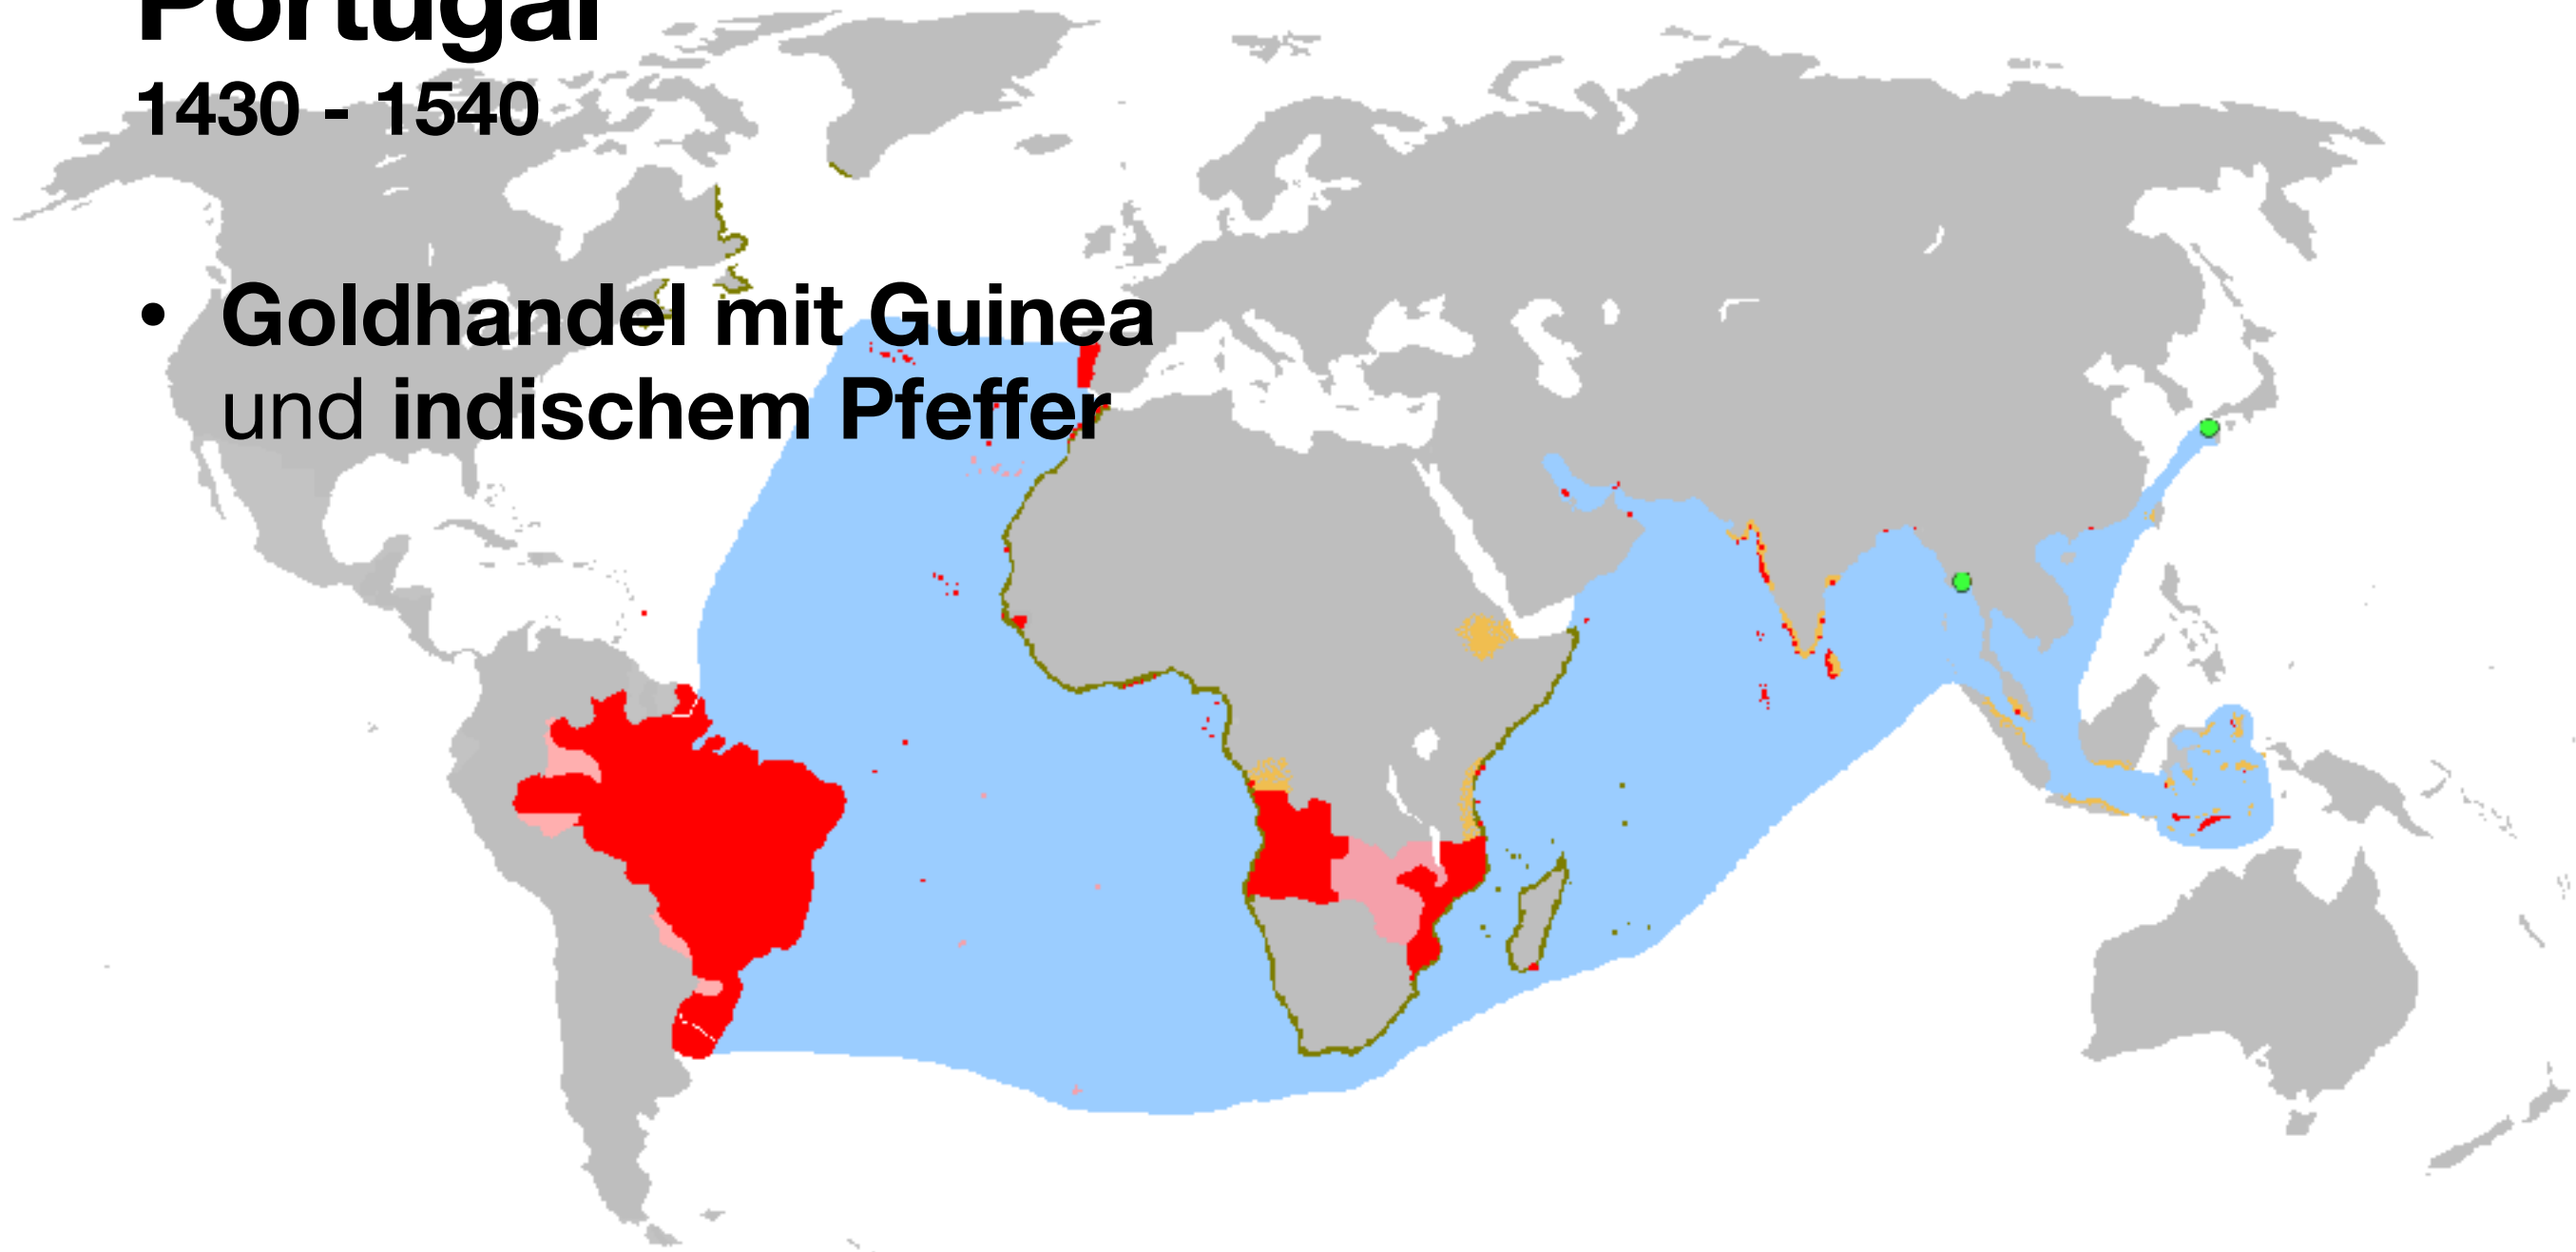 Portugal
1430 - 1540
• Goldhandel mit Guinea
und indischem Pfeffer